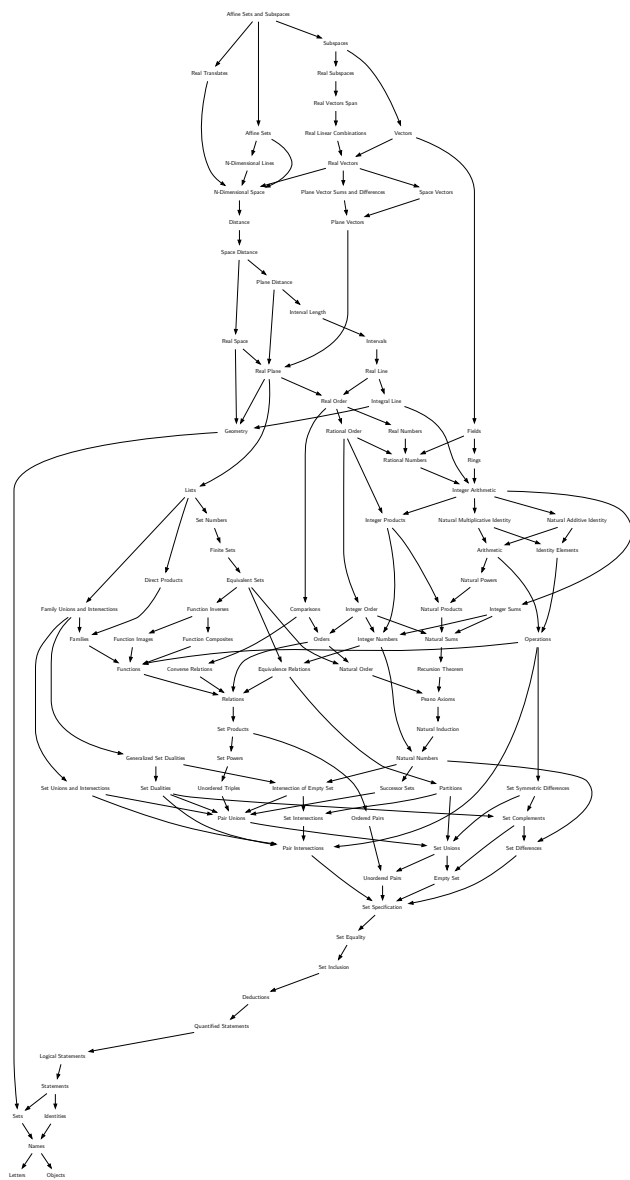 Affine Sets and Subspaces
Subspaces
Real Translates
Real Subspaces
Real Vectors Span
Affine Sets
Real Linear Combinations
Vectors
N-Dimensional Lines
Real Vectors
N-Dimensional Space
Plane Vector Sums and Differences
Space Vectors
Distance
Plane Vectors
Space Distance
Plane Distance
Interval Length
Real Space
Intervals
Real Plane
Real Line
Real Order
Integral Line
Geometry
Rational Order
Real Numbers
Fields
Rational Numbers
Rings
Lists
Integer Arithmetic
Set Numbers
Integer Products
Natural Multiplicative Identity
Natural Additive Identity
Finite Sets
Arithmetic
Identity Elements
Direct Products
Equivalent Sets
Natural Powers
Family Unions and Intersections
Function Inverses
Comparisons
Integer Order
Natural Products
Integer Sums
Families
Function Images
Function Composites
Orders
Integer Numbers
Natural Sums
Operations
Functions
Converse Relations
Equivalence Relations
Natural Order
Recursion Theorem
Relations
Peano Axioms
Set Products
Natural Induction
Generalized Set Dualities
Set Powers
Natural Numbers
Set Unions and Intersections
Set Dualities
Unordered Triples
Intersection of Empty Set
Successor Sets
Partitions
Set Symmetric Differences
Pair Unions
Set Intersections
Ordered Pairs
Set Complements
Pair Intersections
Set Unions
Set Differences
Unordered Pairs
Empty Set
Set Specification
Set Equality
Set Inclusion
Deductions
Quantified Statements
Logical Statements
Statements
Sets
Identities
Names
Letters
Objects